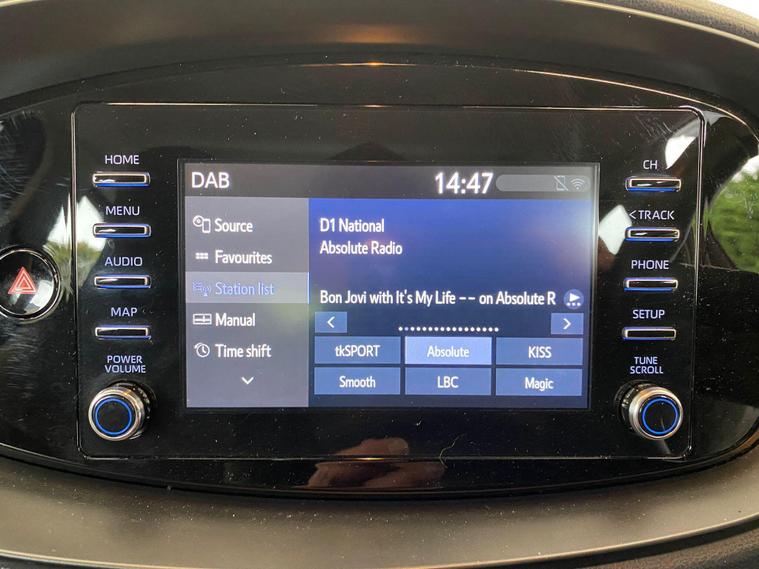 HOME
MENU
AUDIO
MAP
POWER
VOLUME
DAB
14:47
Source
Favourites
Station list
Manual
Time shift
D1 National
Absolute Radio
Bon Jovi with It's My Life -- on Absolute R
< >
tkSPORT Absolute KISS
Smooth LBC Magic
CH
< TRACK
PHONE
SETUP
TUNE
SCROLL